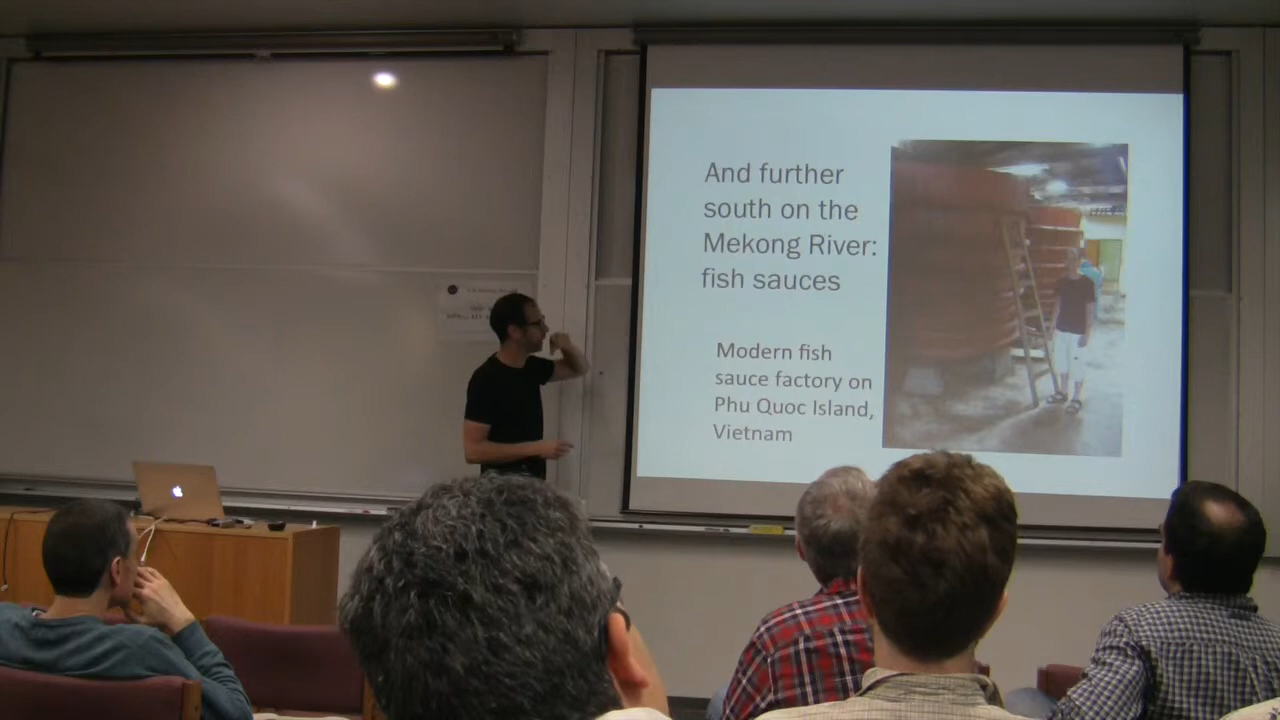 And further
south on the
Mekong River:
fish sauces
Modern fish
sauce factory on
Phu Quoc Island,
Vietnam